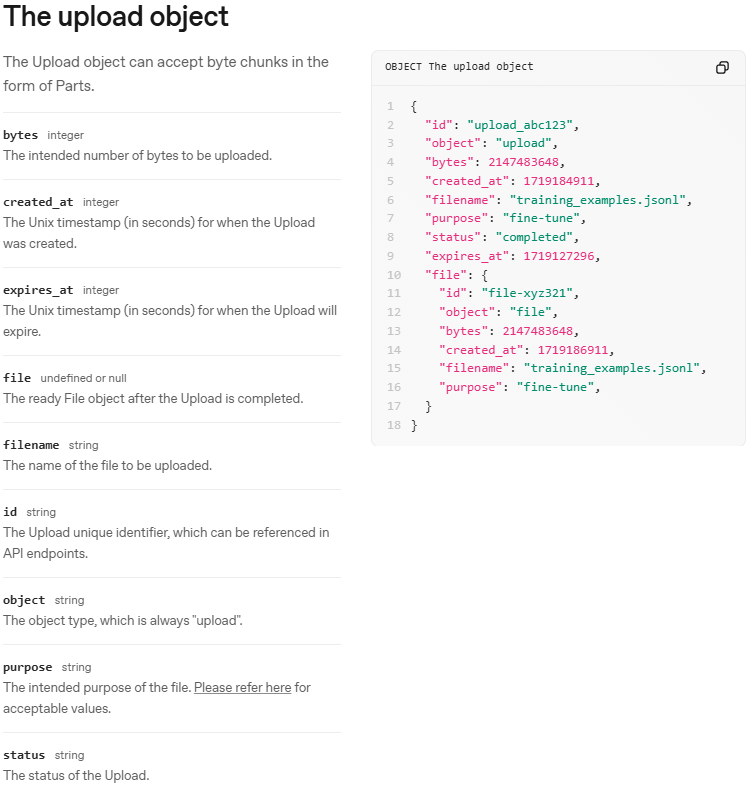 The upload object
The Upload object can accept byte chunks in the
form of Parts.
bytes integer
The intended number of bytes to be uploaded.
created_at integer
The Unix timestamp (in seconds) for when the Upload
was created.
expires_at integer
The Unix timestamp (in seconds) for when the Upload will
expire.
file undefined or null
The ready File object after the Upload is completed.
filename string
The name of the file to be uploaded.
id string
The Upload unique identifier, which can be referenced in
API endpoints.
object string
The object type, which is always "upload".
purpose string
The intended purpose of the file. Please refer here for
acceptable values.
status string
The status of the Upload.
OBJECT The upload object
1 {
2 "id": "upload_abc123",
3 "object": "upload",
4 "bytes": 2147483648,
5 "created_at": 1719184911,
6 "filename": "training_examples.jsonl",
7 "purpose": "fine-tune",
8 "status": "completed",
9 "expires_at": 1719127296,
10 "file": {
11 "id": "file-xyz321",
12 "object": "file",
13 "bytes": 2147483648,
14 "created_at": 1719186911,
15 "filename": "training_examples.jsonl",
16 "purpose": "fine-tune",
17 }
18 }